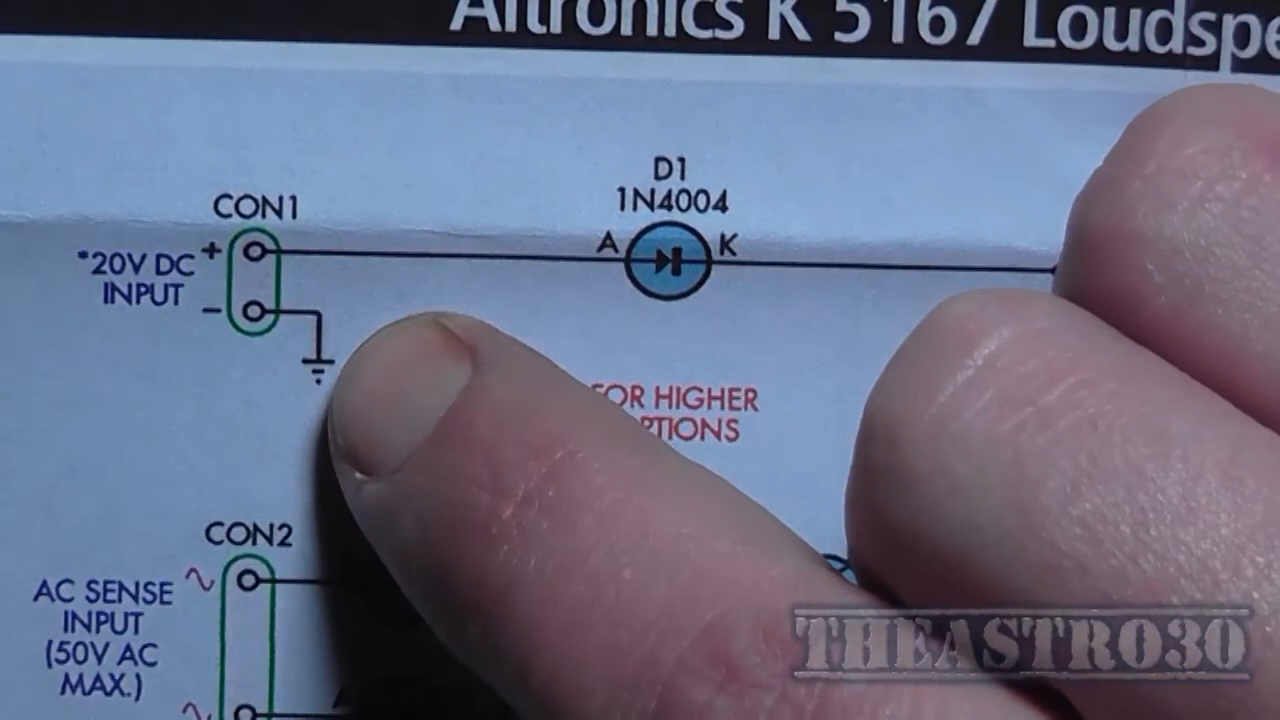 Altronics K 5167 Loudspe
D1
1N4004
A
K
CON1
+
*20V DC
INPUT
-
FOR HIGHER
PTIONS
CON2
AC SENSE
INPUT
(50V AC
MAX.)
THEASTRO30